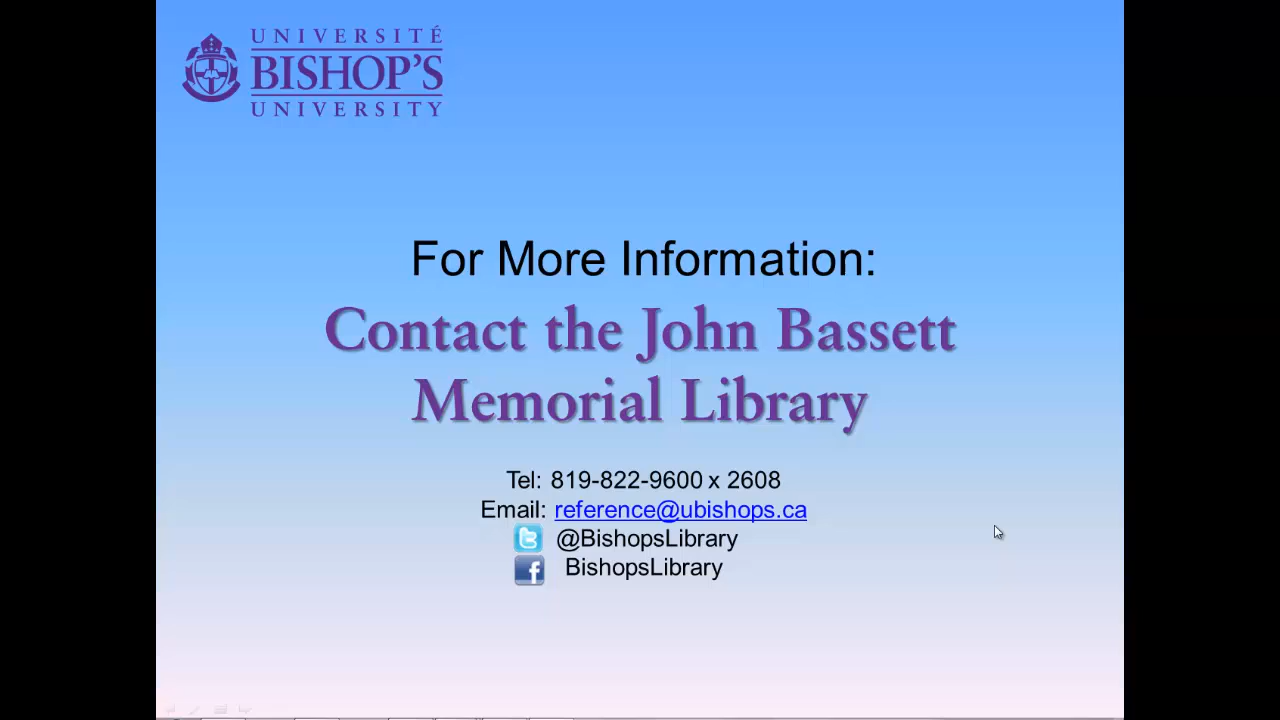 UNIVERSITÉ
BISHOP'S
UNIVERSITY
For More Information:
Contact the John Bassett
Memorial Library
Tel: 819-822-9600 x 2608
Email: reference@ubishops.ca
@BishopsLibrary
BishopsLibrary